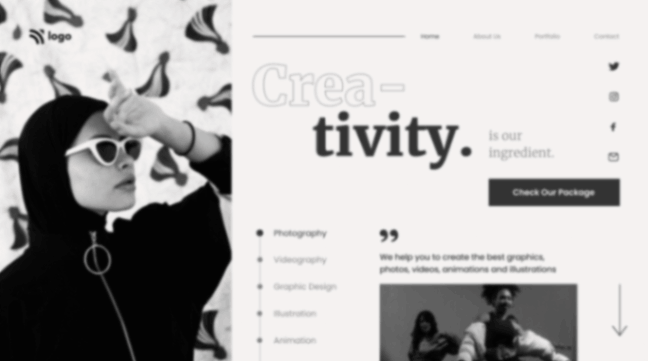 logo
Home
About Us
Portfolio
Contact
Crea-
tivity.
is our
ingredient.
Check Our Package
Photography
Videography
Graphic Design
Illustration
Animation
”
We help you to create the best graphics,
photos, videos, animations and illustrations